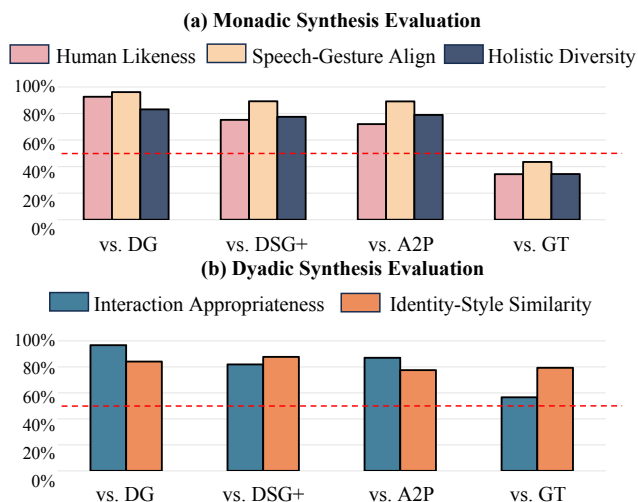 (a) Monadic Synthesis Evaluation
Human Likeness Speech-Gesture Align Holistic Diversity
100%
80%
60%
40%
20%
0%
vs. DG vs. DSG+ vs. A2P vs. GT
(b) Dyadic Synthesis Evaluation
Interaction Appropriateness Identity-Style Similarity
100%
80%
60%
40%
20%
0%
vs. DG vs. DSG+ vs. A2P vs. GT